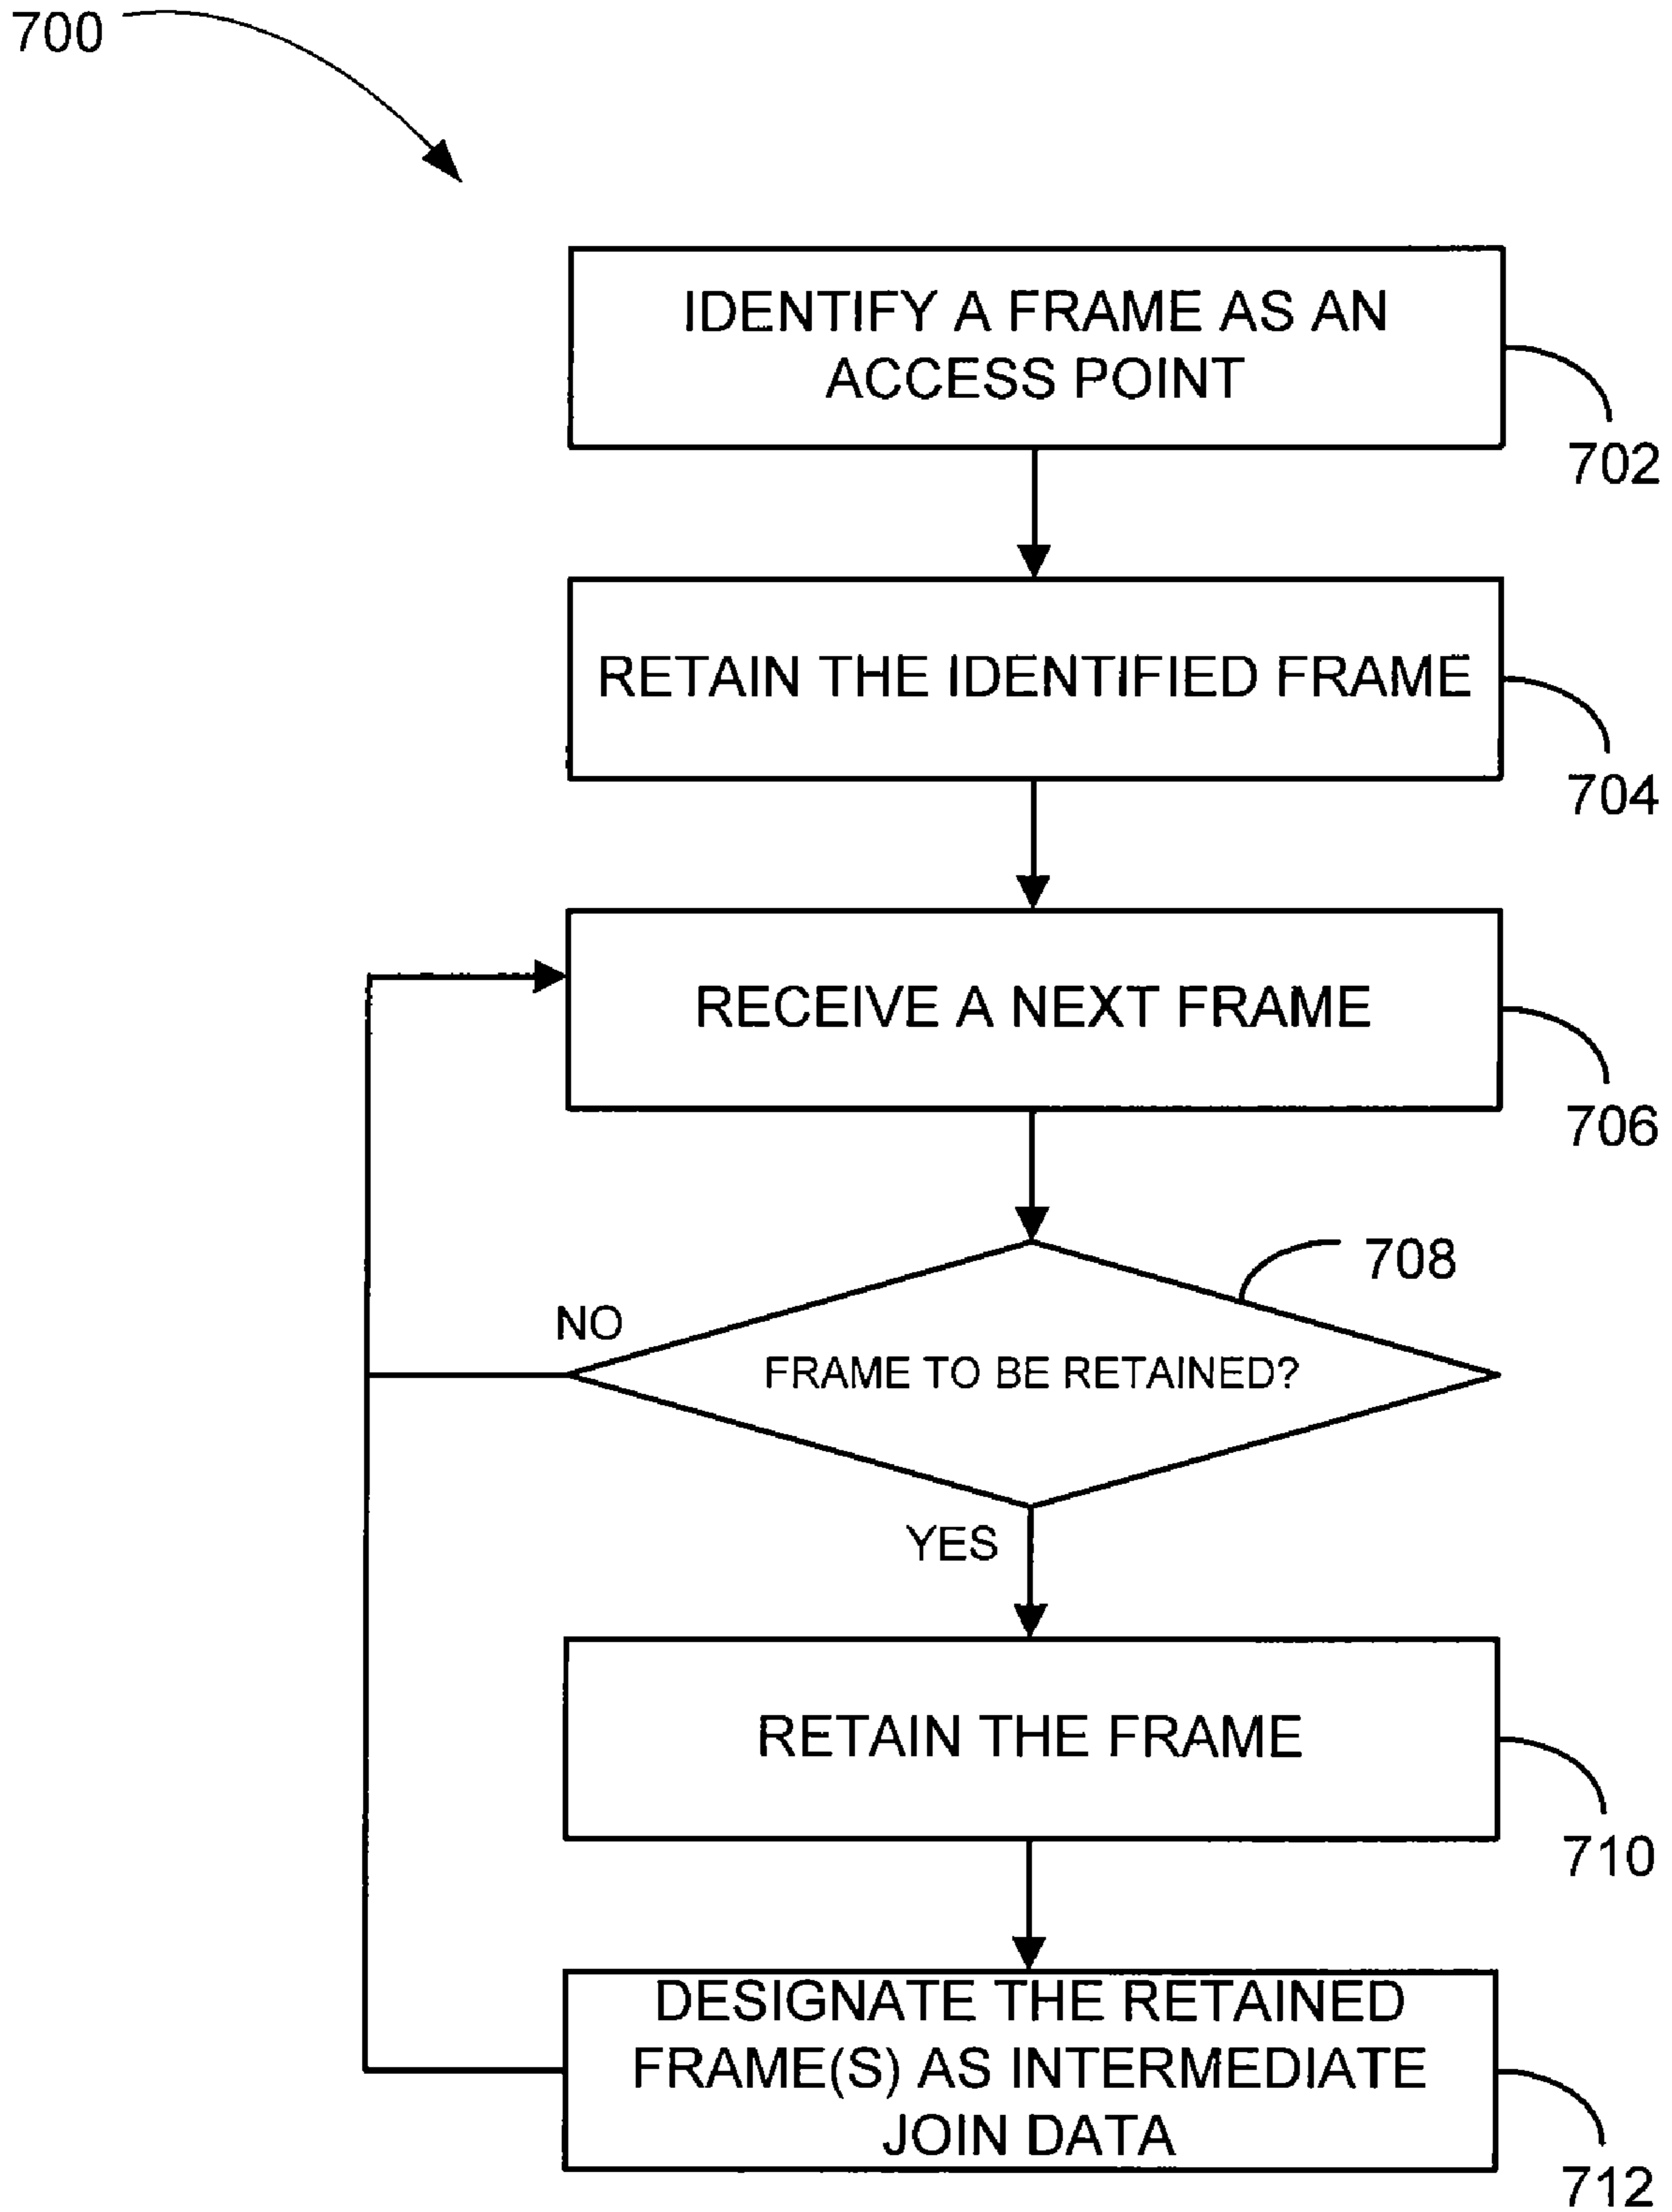 700
IDENTIFY A FRAME AS AN
ACCESS POINT
702
RETAIN THE IDENTIFIED FRAME
704
RECEIVE A NEXT FRAME
706
708
NO
FRAME TO BE RETAINED?
YES
RETAIN THE FRAME
710
DESIGNATE THE RETAINED
FRAME(S) AS INTERMEDIATE
JOIN DATA
712